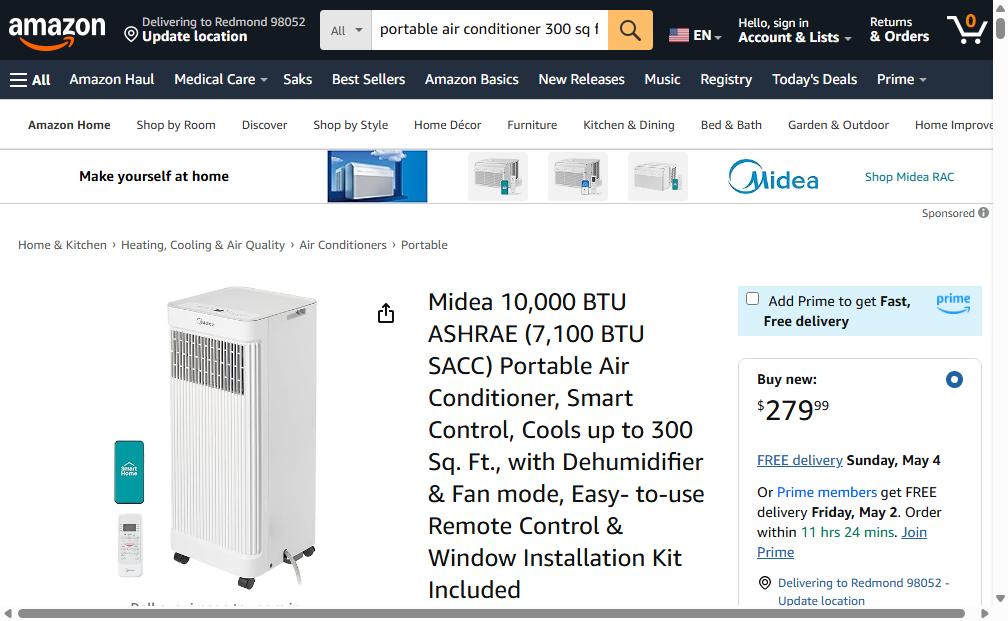 amazon
Delivering to Redmond 98052
Update location
All
portable air conditioner 300 sq f
EN
Hello, sign in
Account & Lists
Returns
& Orders
0
All
Amazon Haul
Medical Care
Saks
Best Sellers
Amazon Basics
New Releases
Music
Registry
Today's Deals
Prime
Amazon Home
Shop by Room
Discover
Shop by Style
Home Décor
Furniture
Kitchen & Dining
Bed & Bath
Garden & Outdoor
Home Improve
Make yourself at home
Midea
Shop Midea RAC
Sponsored
Home & Kitchen › Heating, Cooling & Air Quality › Air Conditioners › Portable
Midea
Smart
Home
Midea 10,000 BTU
ASHRAE (7,100 BTU
SACC) Portable Air
Conditioner, Smart
Control, Cools up to 300
Sq. Ft., with Dehumidifier
& Fan mode, Easy- to-use
Remote Control &
Window Installation Kit
Included
Add Prime to get Fast,
Free delivery
prime
Buy new:
$279.99
FREE delivery Sunday, May 4
Or Prime members get FREE
delivery Friday, May 2. Order
within 11 hrs 24 mins. Join
Prime
Delivering to Redmond 98052 -
Update location